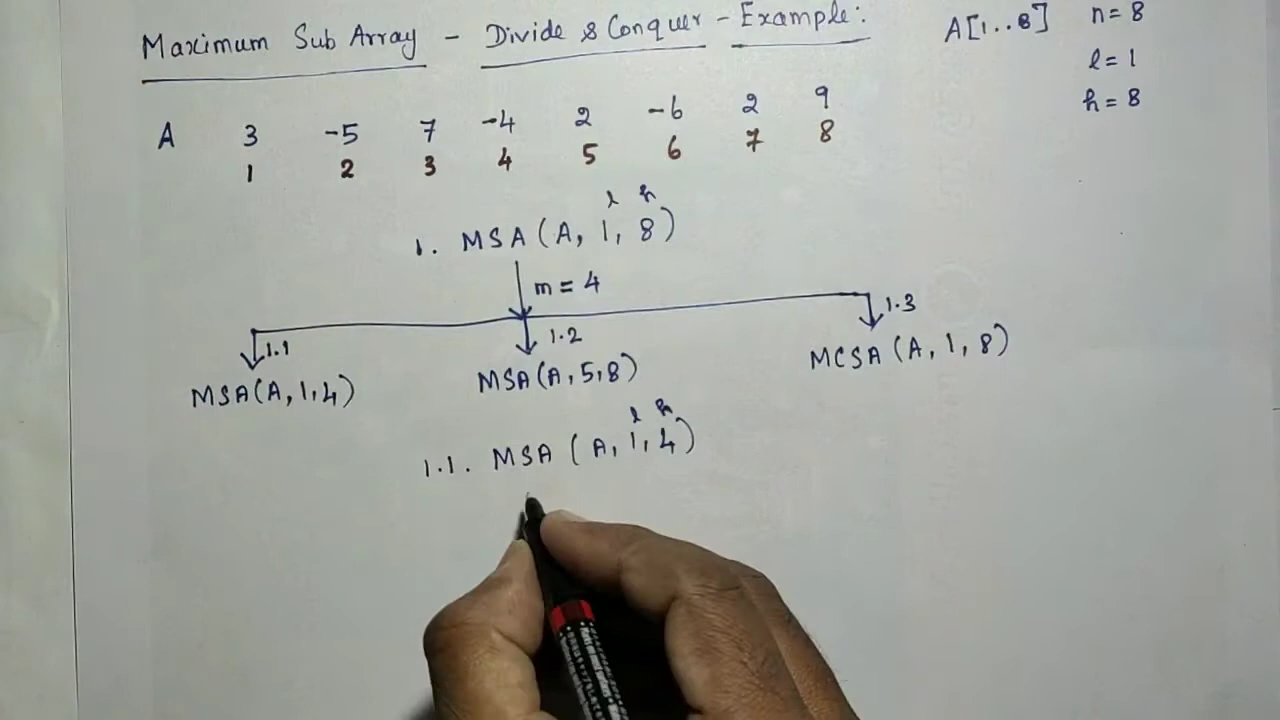 Maximum Sub Array - Divide & Conquer - Example: A[1..8] n = 8
l = 1
h = 8
A 3 -5 7 -4 2 -6 2 9
1 2 3 4 5 6 7 8
l h
1. MSA (A, 1, 8)
m = 4
1.1 1.2 1.3
MSA(A, 1, 4) MSA(A, 5, 8) MCSA (A, 1, 8)
l h
1.1. MSA (A, 1, 4)